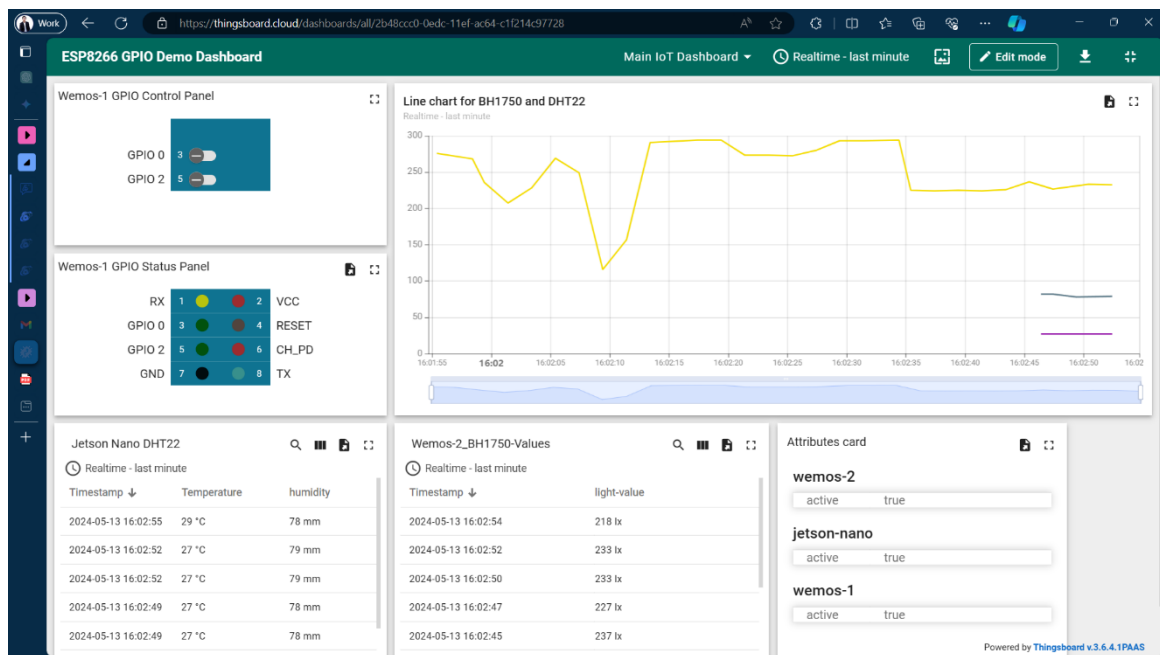 Work
https://thingsboard.cloud/dashboards/all/2b48ccc0-0edc-11ef-ac64-c1f214c97728
ESP8266 GPIO Demo Dashboard
Main IoT Dashboard
Realtime - last minute
Edit mode
Wemos-1 GPIO Control Panel
GPIO 0 3
GPIO 2 5
Line chart for BH1750 and DHT22
Realtime - last minute
300
250
200
150
100
50
0
16:01:55 16:02 16:02:05 16:02:10 16:02:15 16:02:20 16:02:25 16:02:30 16:02:35 16:02:40 16:02:45 16:02:50 16:02
Wemos-1 GPIO Status Panel
RX 1 2 VCC
GPIO 0 3 4 RESET
GPIO 2 5 6 CH_PD
GND 7 8 TX
Jetson Nano DHT22
Realtime - last minute
Timestamp Temperature humidity
2024-05-13 16:02:55 29 °C 78 mm
2024-05-13 16:02:52 27 °C 79 mm
2024-05-13 16:02:52 27 °C 79 mm
2024-05-13 16:02:49 27 °C 78 mm
2024-05-13 16:02:49 27 °C 78 mm
Wemos-2_BH1750-Values
Realtime - last minute
Timestamp light-value
2024-05-13 16:02:54 218 lx
2024-05-13 16:02:52 233 lx
2024-05-13 16:02:50 233 lx
2024-05-13 16:02:47 227 lx
2024-05-13 16:02:45 237 lx
Attributes card
wemos-2
active true
jetson-nano
active true
wemos-1
active true
Powered by Thingsboard v.3.6.4.1PAAS